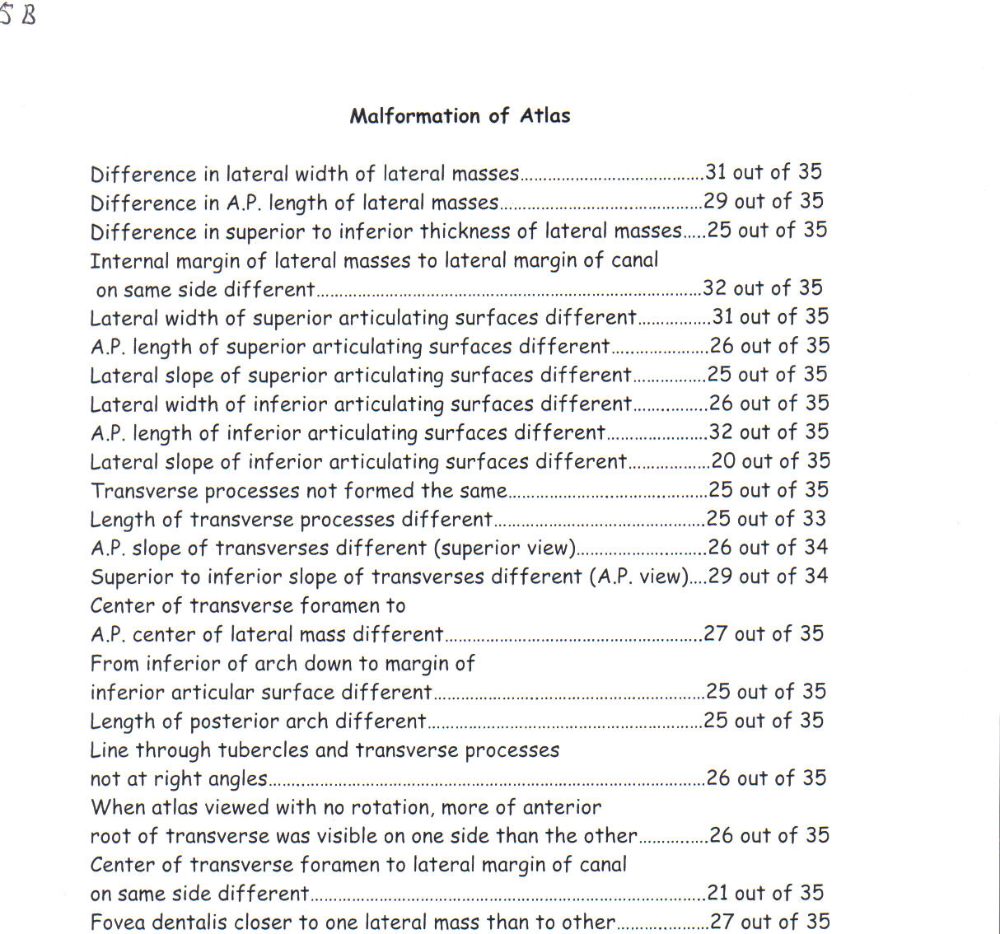 5 B
Malformation of Atlas
Difference in lateral width of lateral masses........................................31 out of 35
Difference in A.P. length of lateral masses............................................29 out of 35
Difference in superior to inferior thickness of lateral masses.....25 out of 35
Internal margin of lateral masses to lateral margin of canal
on same side different....................................................................................32 out of 35
Lateral width of superior articulating surfaces different................31 out of 35
A.P. length of superior articulating surfaces different.....................26 out of 35
Lateral slope of superior articulating surfaces different................25 out of 35
Lateral width of inferior articulating surfaces different................26 out of 35
A.P. length of inferior articulating surfaces different......................32 out of 35
Lateral slope of inferior articulating surfaces different..................20 out of 35
Transverse processes not formed the same...........................................25 out of 35
Length of transverse processes different..............................................25 out of 33
A.P. slope of transverses different (superior view)............................26 out of 34
Superior to inferior slope of transverses different (A.P. view)....29 out of 34
Center of transverse foramen to
A.P. center of lateral mass different........................................................27 out of 35
From inferior of arch down to margin of
inferior articular surface different...........................................................25 out of 35
Length of posterior arch different............................................................25 out of 35
Line through tubercles and transverse processes
not at right angles...............................................................................................26 out of 35
When atlas viewed with no rotation, more of anterior
root of transverse was visible on one side than the other...............26 out of 35
Center of transverse foramen to lateral margin of canal
on same side different......................................................................................21 out of 35
Fovea dentalis closer to one lateral mass than to other....................27 out of 35